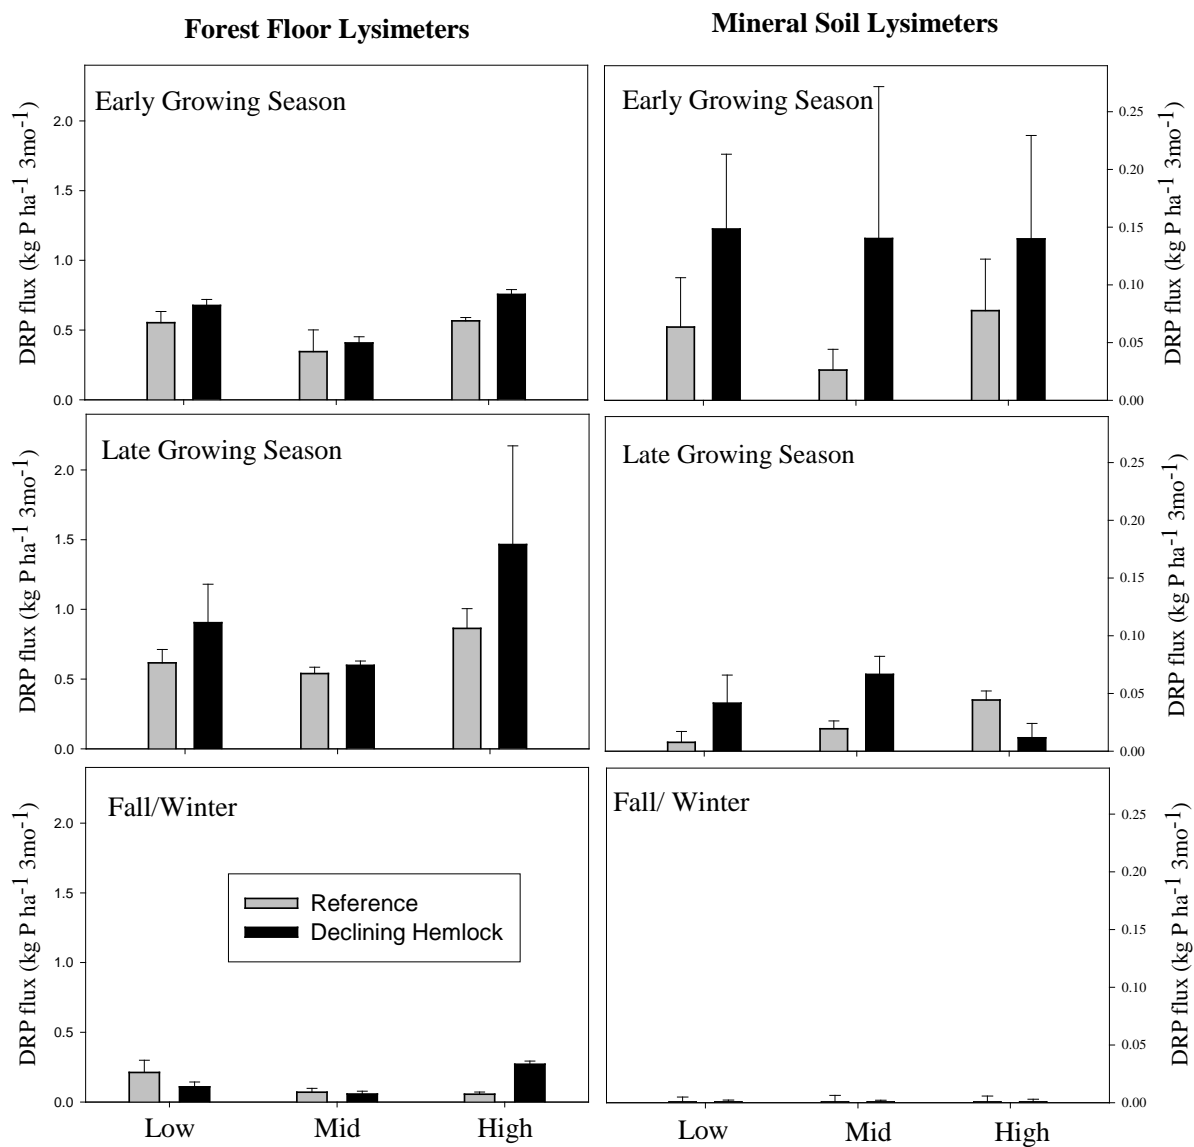 Forest Floor Lysimeters
Mineral Soil Lysimeters
Early Growing Season
DRP flux (kg P ha-1 3mo-1)
2.0
1.5
1.0
0.5
0.0
Early Growing Season
DRP flux (kg P ha-1 3mo-1)
0.25
0.20
0.15
0.10
0.05
0.00
Late Growing Season
DRP flux (kg P ha-1 3mo-1)
2.0
1.5
1.0
0.5
0.0
Late Growing Season
DRP flux (kg P ha-1 3mo-1)
0.25
0.20
0.15
0.10
0.05
0.00
Fall/Winter
DRP flux (kg P ha-1 3mo-1)
2.0
1.5
1.0
0.5
0.0
Reference
Declining Hemlock
Low Mid High
Fall/ Winter
DRP flux (kg P ha-1 3mo-1)
0.25
0.20
0.15
0.10
0.05
0.00
Low Mid High